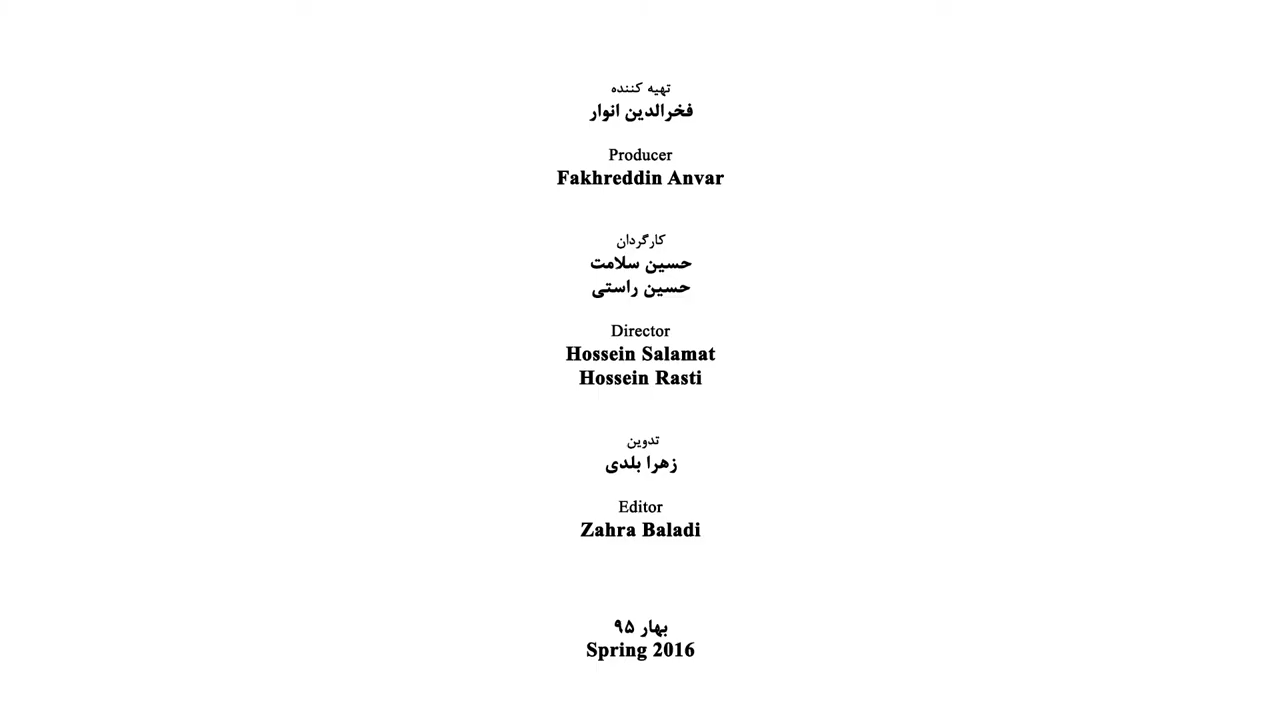 تهیه کننده
فخرالدین انوار
Producer
Fakhreddin Anvar
کارگردان
حسین سلامت
حسین راستی
Director
Hossein Salamat
Hossein Rasti
تدوین
زهرا بلدی
Editor
Zahra Baladi
بهار ۹۵
Spring 2016